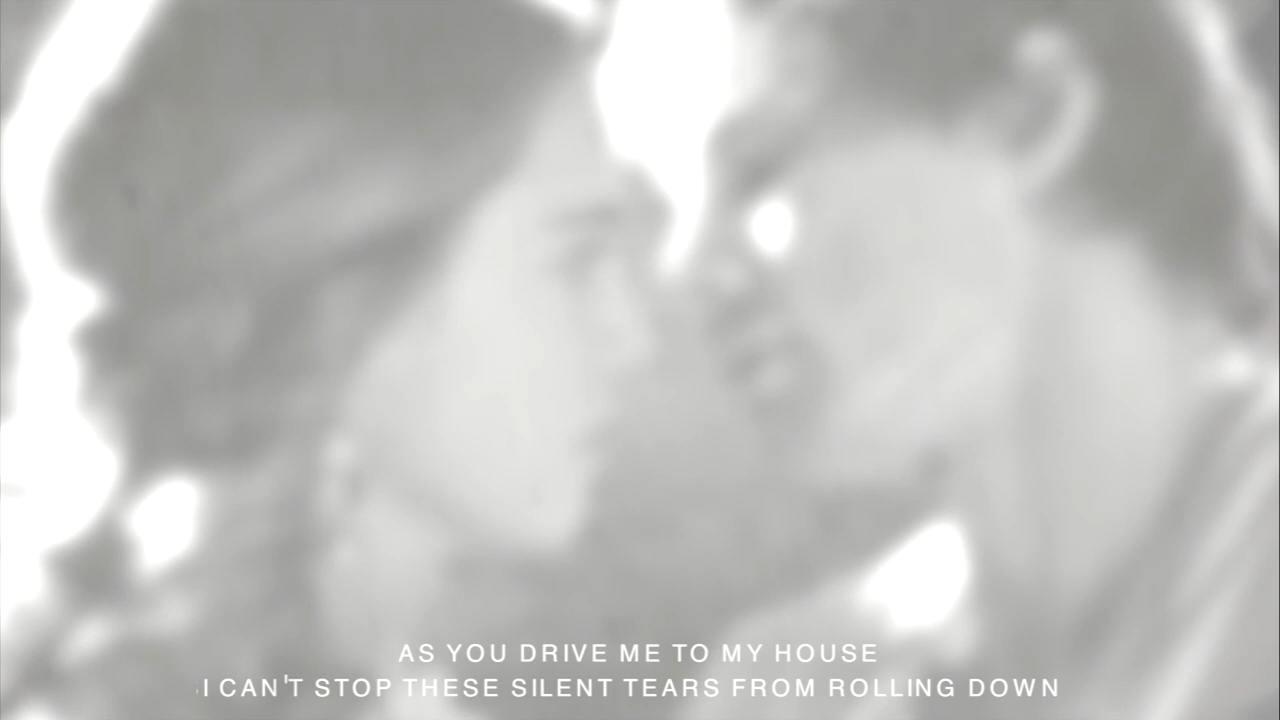 AS YOU DRIVE ME TO MY HOUSE
I CAN'T STOP THESE SILENT TEARS FROM ROLLING DOWN